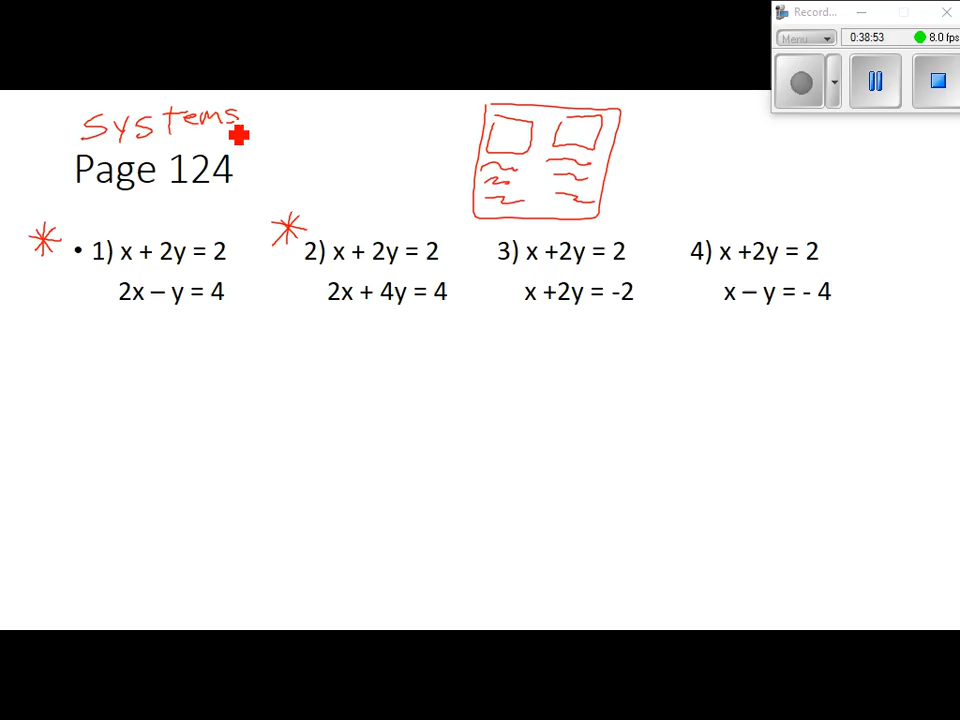 Record...
Menu
0:38:53
8.0 fps
systems
Page 124
• 1) x + 2y = 2
2x – y = 4
2) x + 2y = 2
2x + 4y = 4
3) x +2y = 2
x +2y = -2
4) x +2y = 2
x – y = - 4